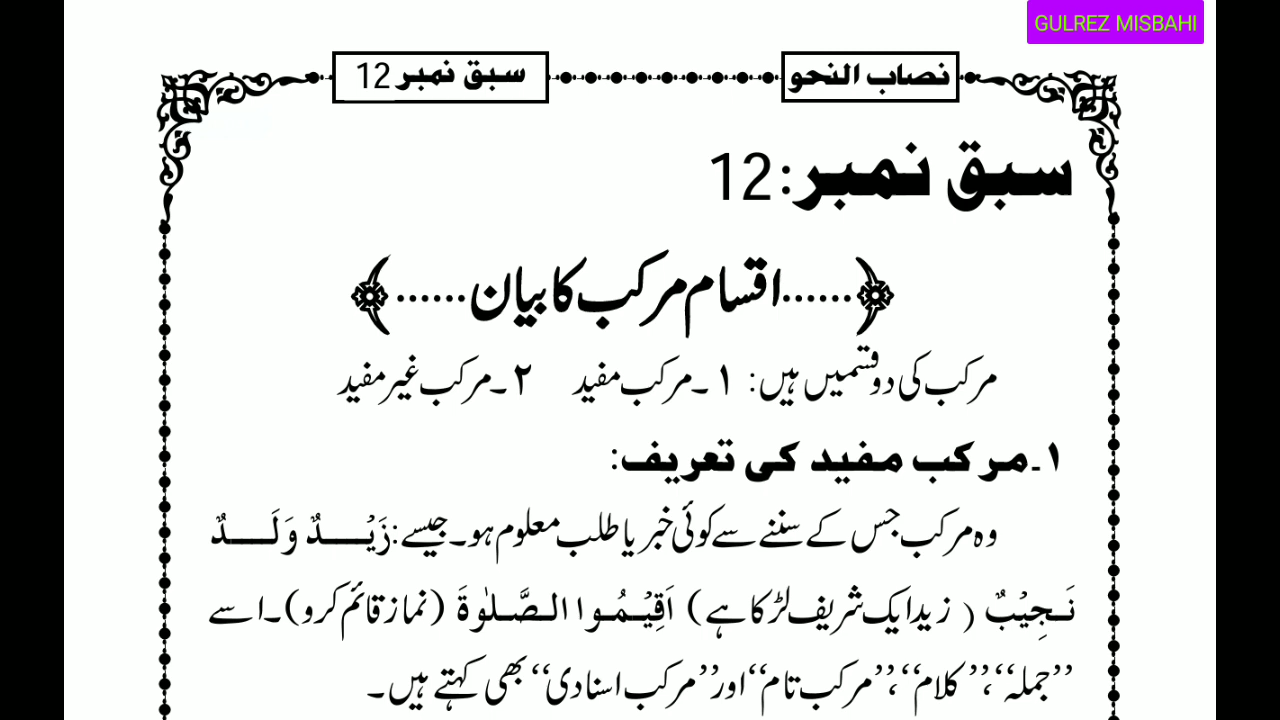 GULREZ MISBAHI
نصاب النحو
سبق نمبر 12
سبق نمبر:12
......اقسام مرکب کا بیان......
مرکب کی دو قسمیں ہیں: ۱۔مرکب مفید ۲۔مرکب غیر مفید
۱۔مرکب مفید کی تعریف:
وہ مرکب جس کے سننے سے کوئی خبر یا طلب معلوم ہو۔جیسے:زَیْدٌ وَلَدٌ
نَجِیْبٌ (زید ایک شریف لڑکا ہے) اَقِیْمُوا الصَّلٰوۃَ (نماز قائم کرو)۔اسے
’’جملہ‘‘، ’’کلام‘‘، ’’مرکب تام‘‘ اور ’’مرکب اسنادی‘‘ بھی کہتے ہیں۔